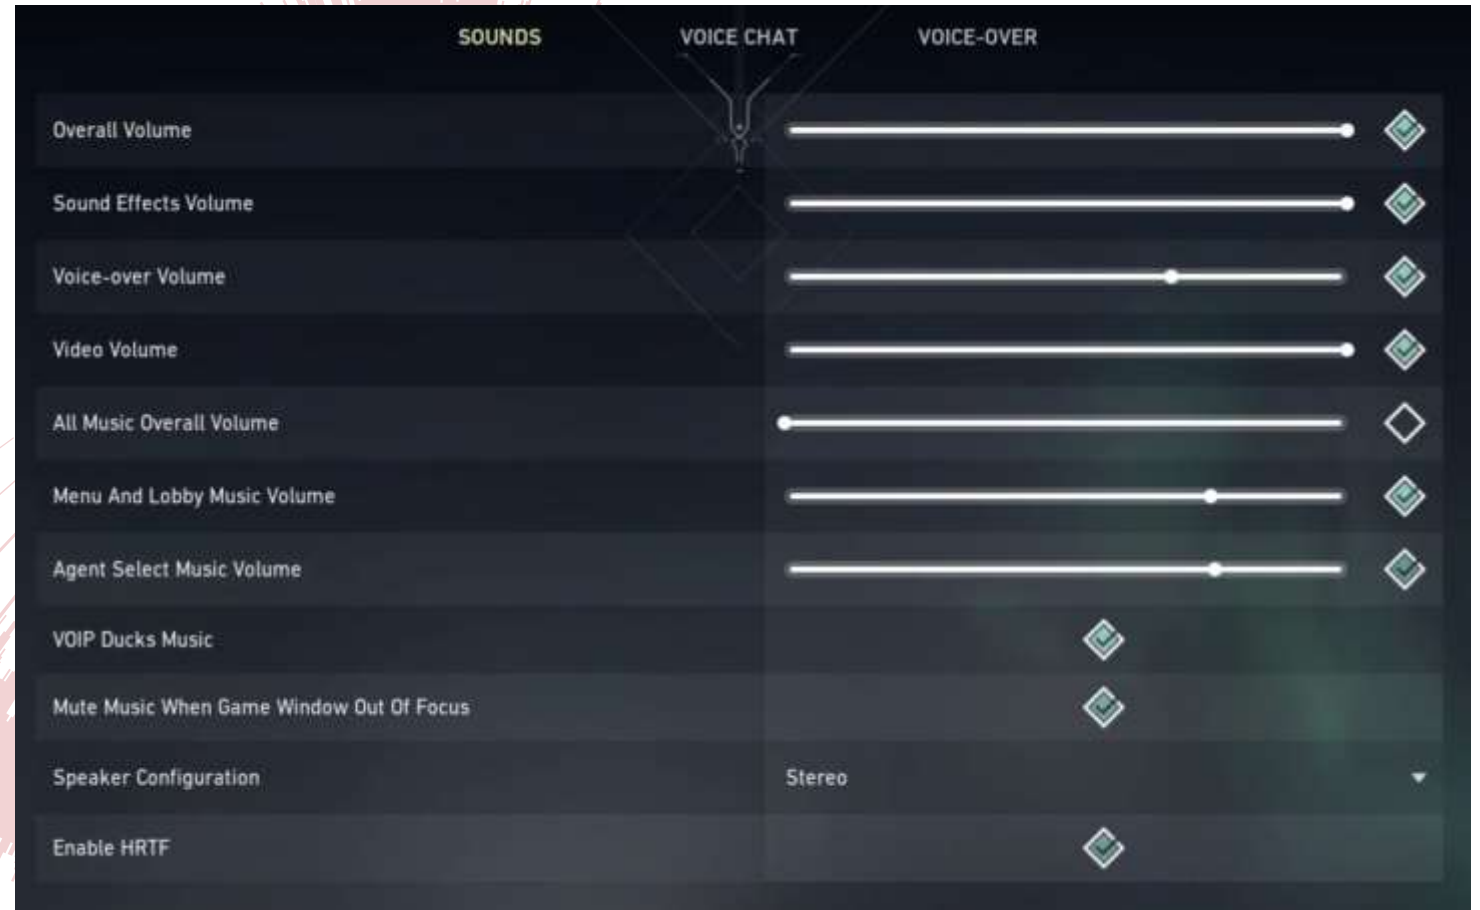 SOUNDS VOICE CHAT VOICE-OVER
Overall Volume
Sound Effects Volume
Voice-over Volume
Video Volume
All Music Overall Volume
Menu And Lobby Music Volume
Agent Select Music Volume
VOIP Ducks Music
Mute Music When Game Window Out Of Focus
Speaker Configuration Stereo
Enable HRTF